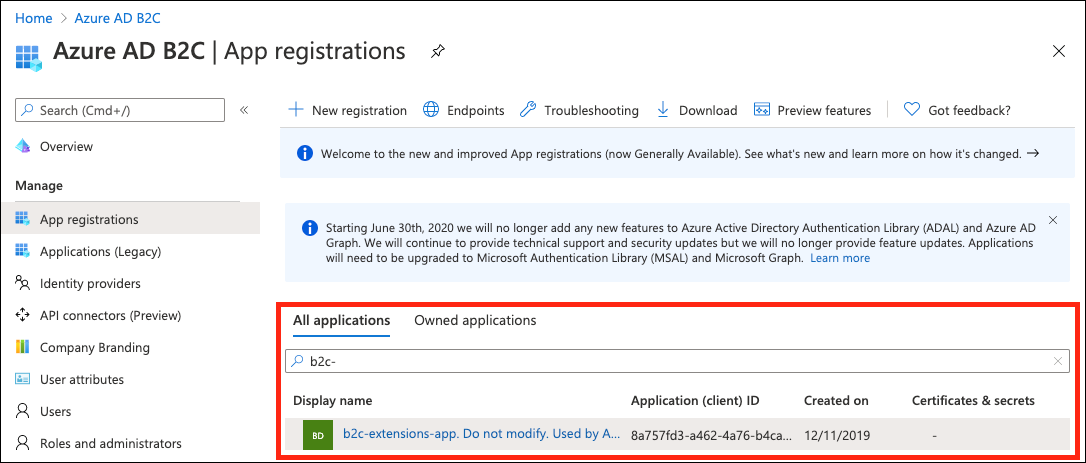 Home > Azure AD B2C
Azure AD B2C | App registrations
Search (Cmd+/)
«
Overview
Manage
App registrations
Applications (Legacy)
Identity providers
API connectors (Preview)
Company Branding
User attributes
Users
Roles and administrators
New registration Endpoints Troubleshooting Download Preview features Got feedback?
Welcome to the new and improved App registrations (now Generally Available). See what's new and learn more on how it's changed. →
Starting June 30th, 2020 we will no longer add any new features to Azure Active Directory Authentication Library (ADAL) and Azure AD
Graph. We will continue to provide technical support and security updates but we will no longer provide feature updates. Applications
will need to be upgraded to Microsoft Authentication Library (MSAL) and Microsoft Graph. Learn more
All applications Owned applications
b2c-
Display name Application (client) ID Created on Certificates & secrets
BD b2c-extensions-app. Do not modify. Used by A... 8a757fd3-a462-4a76-b4ca... 12/11/2019 -